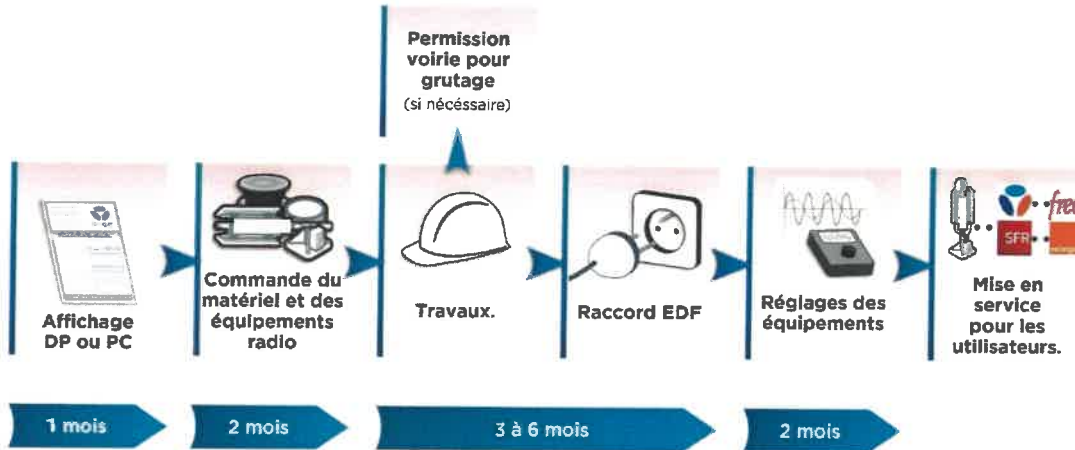 Permission
voirie pour
grutage
(si nécéssaire)
Affichage
DP ou PC
Commande du
matériel et des
équipements
radio
Travaux.
Raccord EDF
Réglages des
équipements
free
SFR
Mise en
service
pour les
utilisateurs.
1 mois
2 mois
3 à 6 mois
2 mois